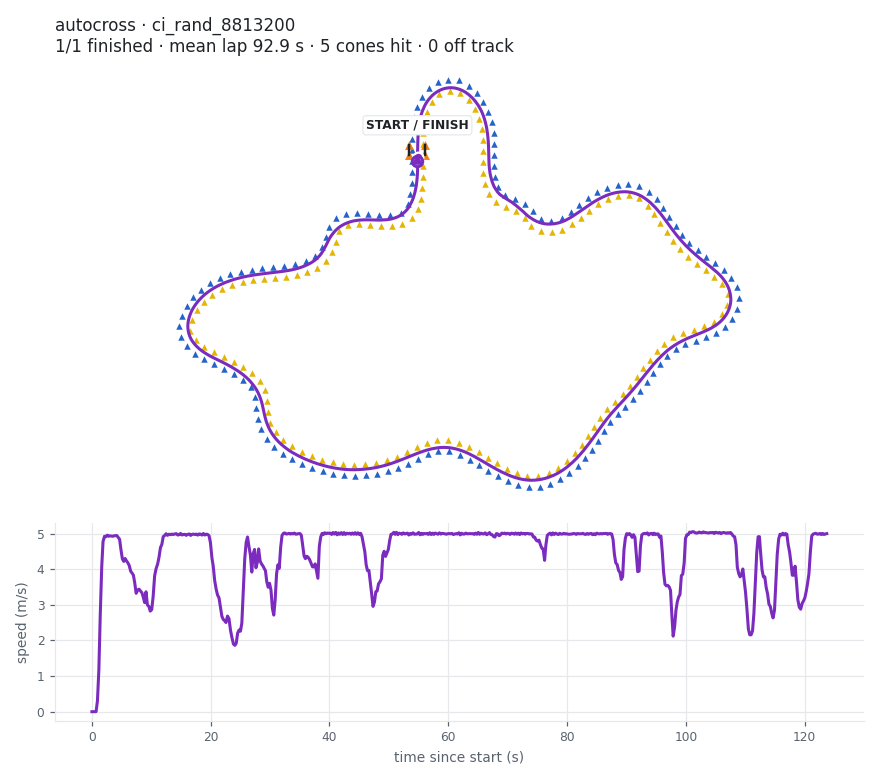 autocross · ci_rand_8813200
1/1 finished · mean lap 92.9 s · 5 cones hit · 0 off track
START / FINISH
5
4
3
2
1
0
speed (m/s)
0 20 40 60 80 100 120
time since start (s)